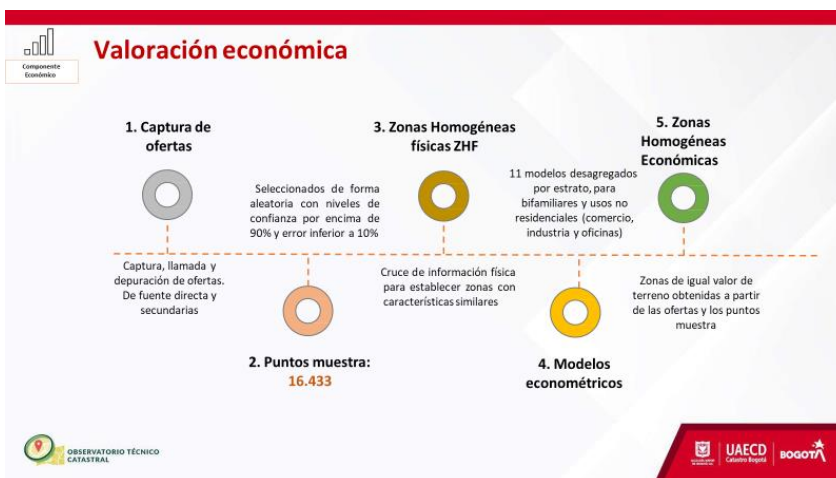 Componente
Económico
Valoración económica
1. Captura de
ofertas
Captura, llamada y
depuración de ofertas.
De fuente directa y
secundarias
Seleccionados de forma
aleatoria con niveles de
confianza por encima de
90% y error inferior a 10%
2. Puntos muestra:
16.433
3. Zonas Homogéneas
físicas ZHF
Cruce de información física
para establecer zonas con
características similares
11 modelos desagregados
por estrato, para
bifamiliares y usos no
residenciales (comercio,
industria y oficinas)
4. Modelos
econométricos
5. Zonas
Homogéneas
Económicas
Zonas de igual valor de
terreno obtenidas a partir
de las ofertas y los puntos
muestra
OBSERVATORIO TÉCNICO
CATASTRAL
UAECD
Catastro Bogotá
BOGOTÁ